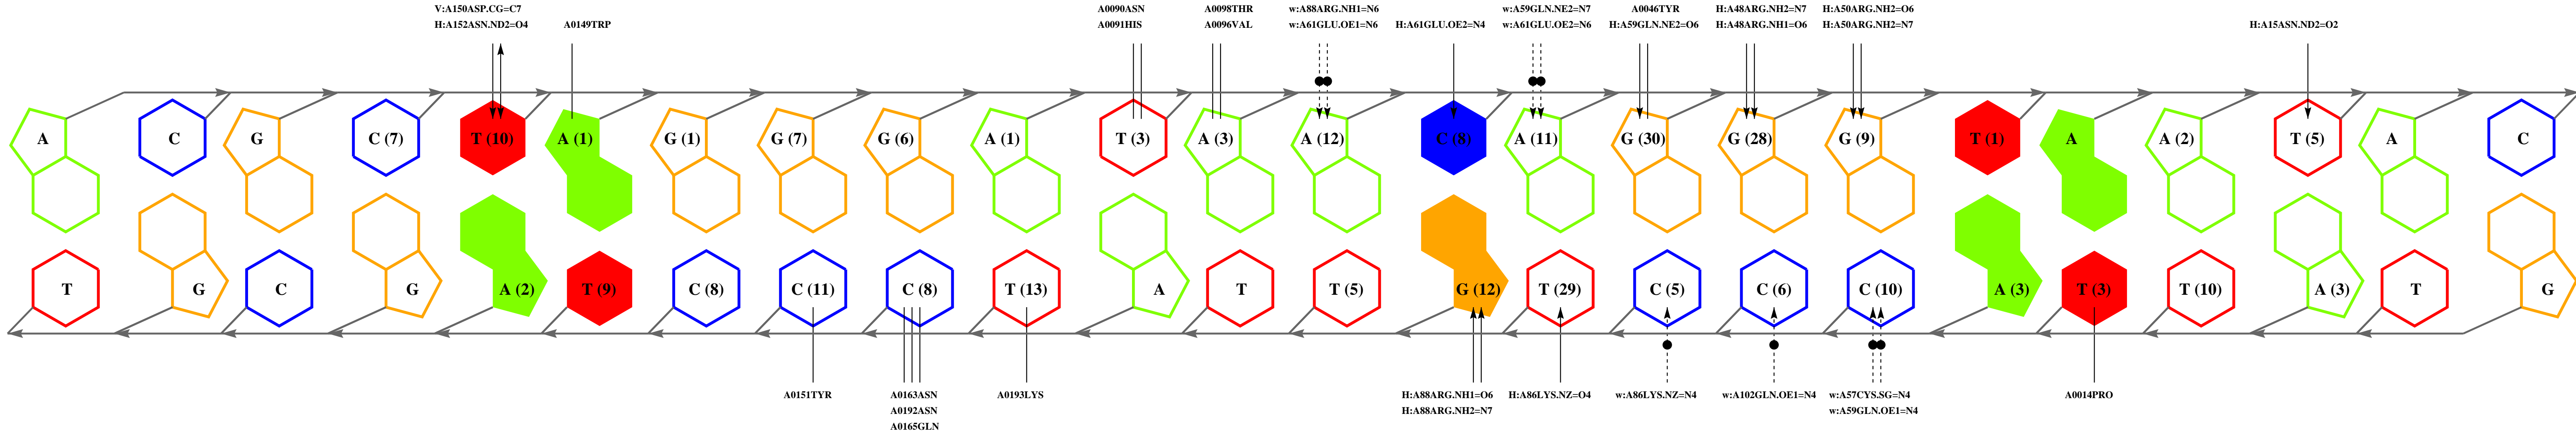 V:A150ASP.CG=C7
H:A152ASN.ND2=O4
A0149TRP
A0090ASN
A0091HIS
A0098THR
A0096VAL
w:A88ARG.NH1=N6
w:A61GLU.OE1=N6
H:A61GLU.OE2=N4
w:A59GLN.NE2=N7
w:A61GLU.OE2=N6
A0046TYR
H:A59GLN.NE2=O6
H:A48ARG.NH2=N7
H:A48ARG.NH1=O6
H:A50ARG.NH2=O6
H:A50ARG.NH2=N7
H:A15ASN.ND2=O2
A C G C (7) T (10) A (1) G (1) G (7) G (6) A (1) T (3) A (3) A (12) C (8) A (11) G (30) G (28) G (9) T (1) A A (2) T (5) A C
T G C G A (2) T (9) C (8) C (11) C (8) T (13) A T T (5) G (12) T (29) C (5) C (6) C (10) A (3) T (3) T (10) A (3) T G
A0151TYR
A0163ASN
A0192ASN
A0165GLN
A0193LYS
H:A88ARG.NH1=O6
H:A88ARG.NH2=N7
H:A86LYS.NZ=O4
w:A86LYS.NZ=N4
w:A102GLN.OE1=N4
w:A57CYS.SG=N4
w:A59GLN.OE1=N4
A0014PRO